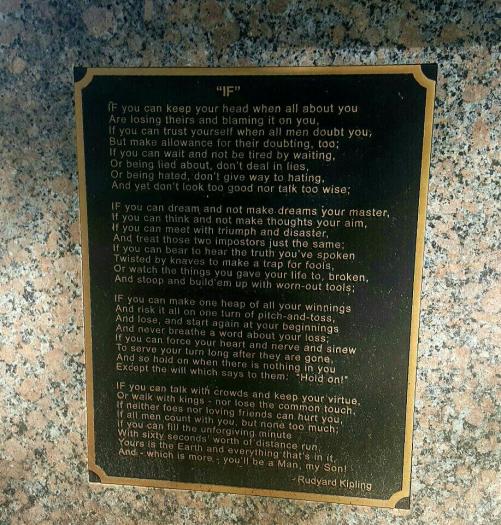 "IF"
IF you can keep your head when all about you
Are losing theirs and blaming it on you,
If you can trust yourself when all men doubt you,
But make allowance for their doubting, too;
If you can wait and not be tired by waiting,
Or being lied about, don't deal in lies,
Or being hated, don't give way to hating,
And yet don't look too good nor talk too wise;
IF you can dream and not make dreams your master,
If you can think and not make thoughts your aim,
If you can meet with triumph and disaster,
And treat those two impostors just the same;
If you can bear to hear the truth you've spoken
Twisted by knaves to make a trap for fools,
Or watch the things you gave your life to, broken,
And stoop and build'em up with worn-out tools;
IF you can make one heap of all your winnings
And risk it all on one turn of pitch-and-toss,
And lose, and start again at your beginnings
And never breathe a word about your loss;
If you can force your heart and nerve and sinew
To serve your turn long after they are gone,
And so hold on when there is nothing in you
Except the will which says to them: "Hold on!"
IF you can talk with crowds and keep your virtue,
Or walk with kings - nor lose the common touch,
If neither foes nor loving friends can hurt you,
If all men count with you, but none too much;
If you can fill the unforgiving minute
With sixty seconds' worth of distance run,
Yours is the Earth and everything that's in it,
And - which is more - you'll be a Man, my Son!
- Rudyard Kipling